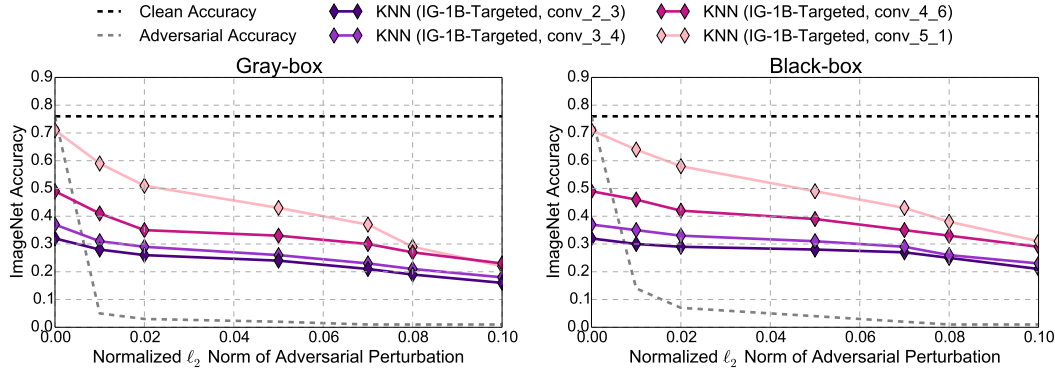 Clean Accuracy
Adversarial Accuracy
KNN (IG-1B-Targeted, conv_2_3)
KNN (IG-1B-Targeted, conv_3_4)
KNN (IG-1B-Targeted, conv_4_6)
KNN (IG-1B-Targeted, conv_5_1)
Gray-box
ImageNet Accuracy
0.9
0.8
0.7
0.6
0.5
0.4
0.3
0.2
0.1
0.0
0.00 0.02 0.04 0.06 0.08 0.10
Normalized ℓ₂ Norm of Adversarial Perturbation
Black-box
ImageNet Accuracy
0.9
0.8
0.7
0.6
0.5
0.4
0.3
0.2
0.1
0.0
0.00 0.02 0.04 0.06 0.08 0.10
Normalized ℓ₂ Norm of Adversarial Perturbation